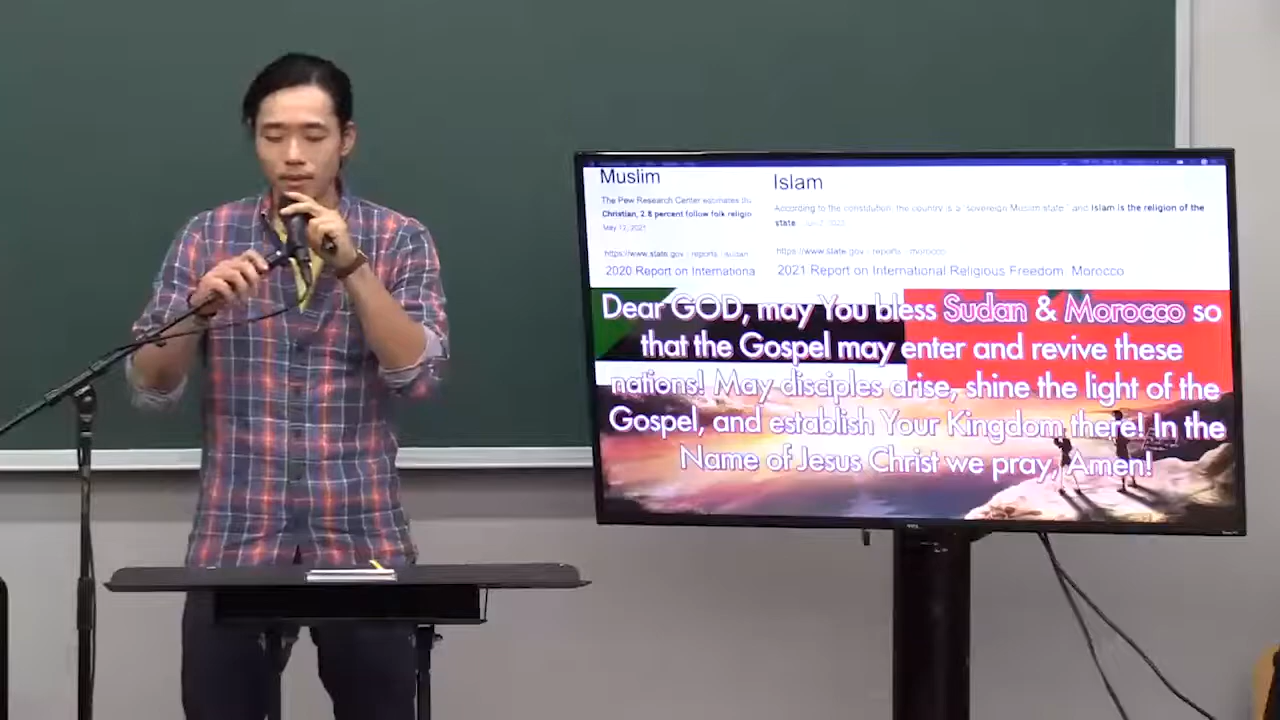 Muslim
The Pew Research Center estimates
Christian, 2.8 percent follow folk religio
May 12, 2021
https://www.state.gov › reports › sudan
2020 Report on Internationa
Islam
According to the constitution, the country is a "sovereign Muslim state," and Islam is the religion of the
state
https://www.state.gov › reports › morocco
2021 Report on International Religious Freedom Morocco
Dear GOD, may You bless Sudan & Morocco so
that the Gospel may enter and revive these
nations! May disciples arise, shine the light of the
Gospel, and establish Your Kingdom there! In the
Name of Jesus Christ we pray, Amen!
TCL